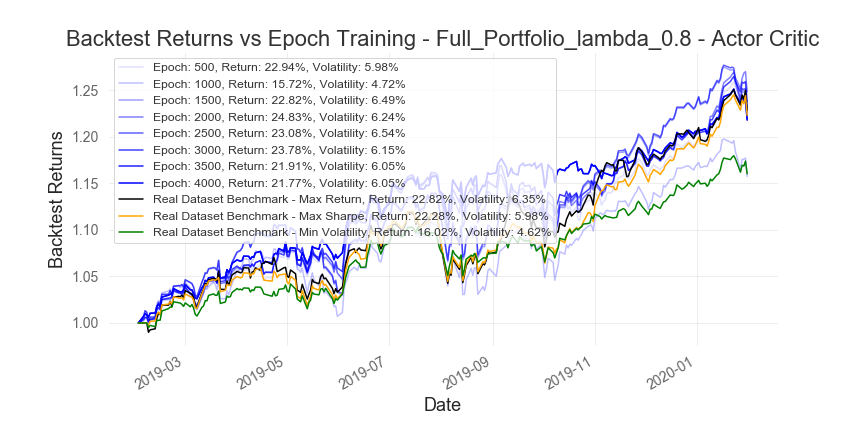 Backtest Returns vs Epoch Training - Full_Portfolio_lambda_0.8 - Actor Critic
Epoch: 500, Return: 22.94%, Volatility: 5.98%
Epoch: 1000, Return: 15.72%, Volatility: 4.72%
Epoch: 1500, Return: 22.82%, Volatility: 6.49%
Epoch: 2000, Return: 24.83%, Volatility: 6.24%
Epoch: 2500, Return: 23.08%, Volatility: 6.54%
Epoch: 3000, Return: 23.78%, Volatility: 6.15%
Epoch: 3500, Return: 21.91%, Volatility: 6.05%
Epoch: 4000, Return: 21.77%, Volatility: 6.05%
Real Dataset Benchmark - Max Return, Return: 22.82%, Volatility: 6.35%
Real Dataset Benchmark - Max Sharpe, Return: 22.28%, Volatility: 5.98%
Real Dataset Benchmark - Min Volatility, Return: 16.02%, Volatility: 4.62%
Backtest Returns
1.25
1.20
1.15
1.10
1.05
1.00
2019-03
2019-05
2019-07
2019-09
2019-11
2020-01
Date